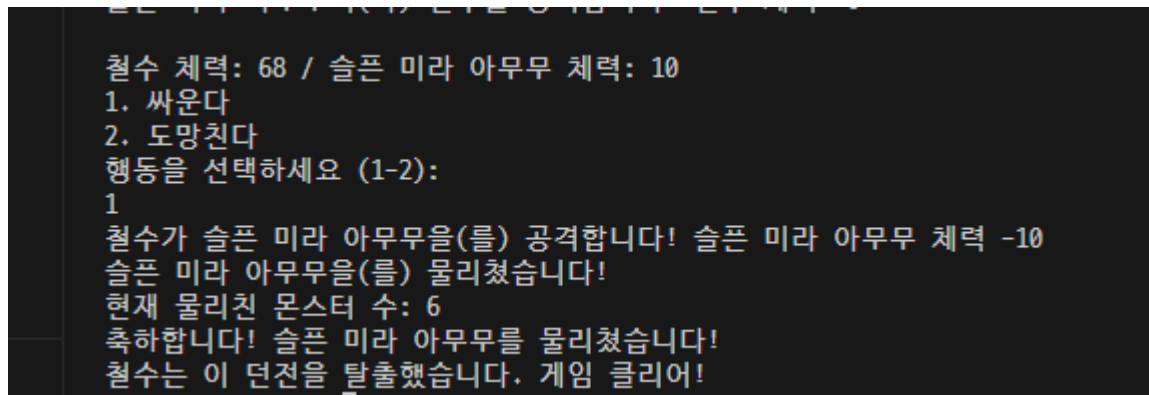 철수 체력: 68 / 슬픈 미라 아무무 체력: 10
1. 싸운다
2. 도망친다
행동을 선택하세요 (1-2):
1
철수가 슬픈 미라 아무무을(를) 공격합니다! 슬픈 미라 아무무 체력 -10
슬픈 미라 아무무을(를) 물리쳤습니다!
현재 물리친 몬스터 수: 6
축하합니다! 슬픈 미라 아무무를 물리쳤습니다!
철수는 이 던전을 탈출했습니다. 게임 클리어!